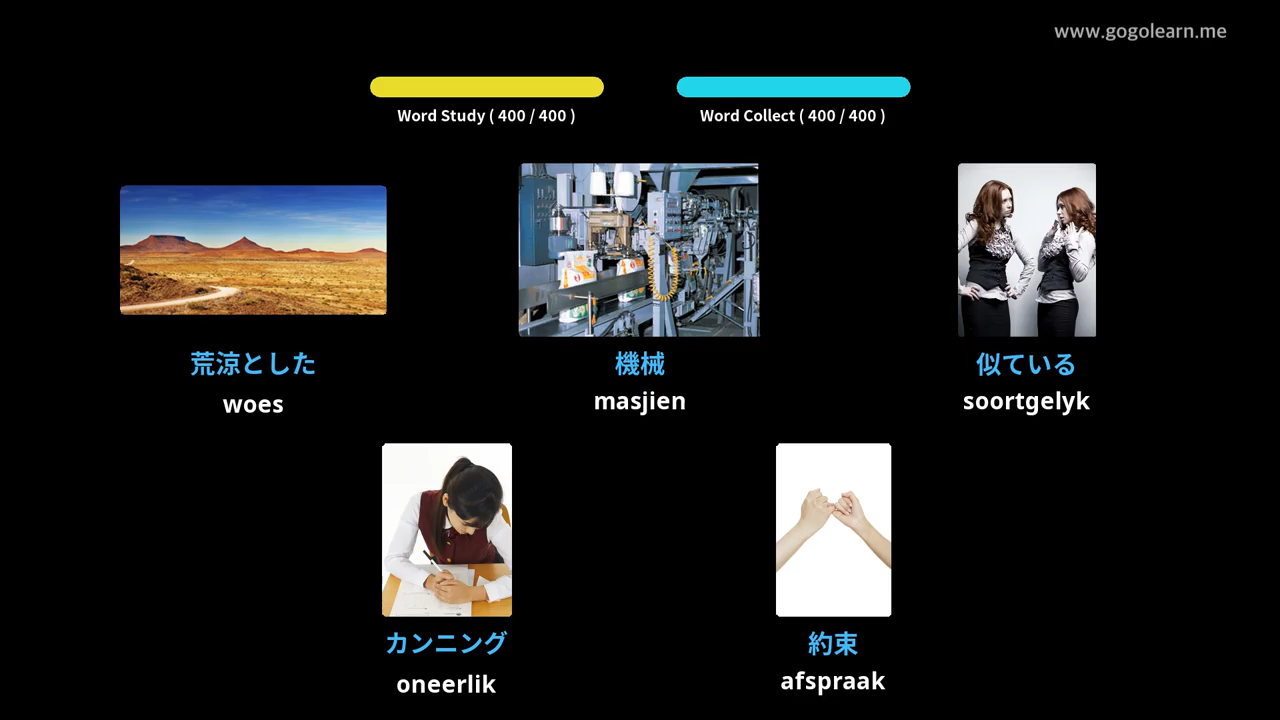 www.gogolearn.me
Word Study ( 400 / 400 )
Word Collect ( 400 / 400 )
荒涼とした
woes
機械
masjien
似ている
soortgelyk
カンニング
oneerlik
約束
afspraak